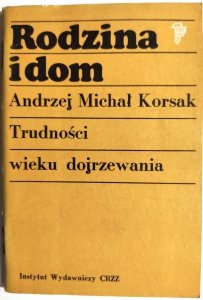 Rodzina
i dom
Andrzej Michał Korsak
Trudności
wieku dojrzewania
Instytut Wydawniczy CRZZ